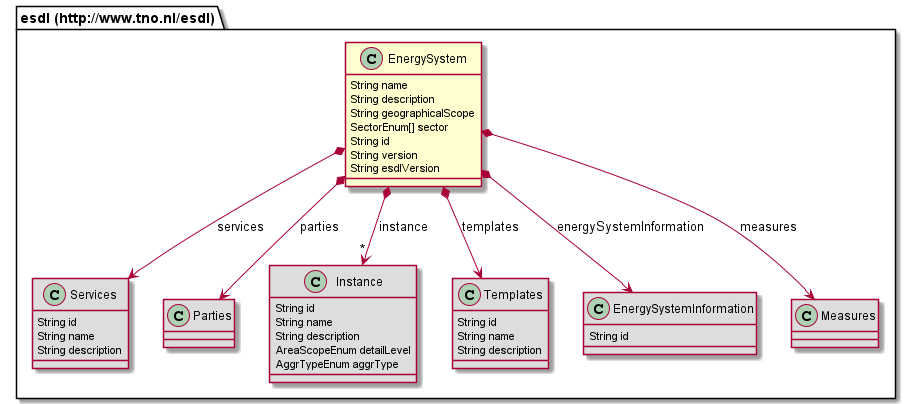 esdl (http://www.tno.nl/esdl)
C EnergySystem
String name
String description
String geographicalScope
SectorEnum[] sector
String id
String version
String esdlVersion
services
parties
instance
templates
energySystemInformation
measures
*
C Services
String id
String name
String description
C Parties
C Instance
String id
String name
String description
AreaScopeEnum detailLevel
AggrTypeEnum aggrType
C Templates
String id
String name
String description
C EnergySystemInformation
String id
C Measures